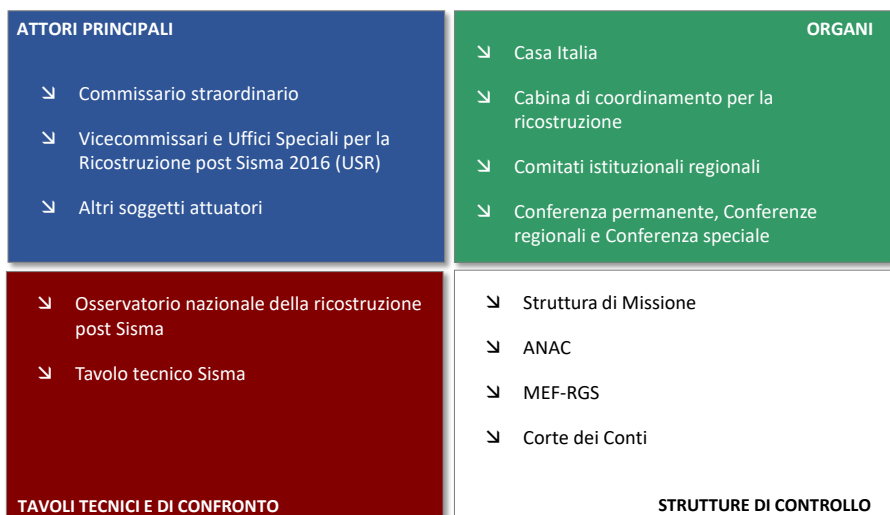 ATTORI PRINCIPALI
Commissario straordinario
Vicecommissari e Uffici Speciali per la
Ricostruzione post Sisma 2016 (USR)
Altri soggetti attuatori
ORGANI
Casa Italia
Cabina di coordinamento per la
ricostruzione
Comitati istituzionali regionali
Conferenza permanente, Conferenze
regionali e Conferenza speciale
Osservatorio nazionale della ricostruzione
post Sisma
Tavolo tecnico Sisma
TAVOLI TECNICI E DI CONFRONTO
Struttura di Missione
ANAC
MEF-RGS
Corte dei Conti
STRUTTURE DI CONTROLLO